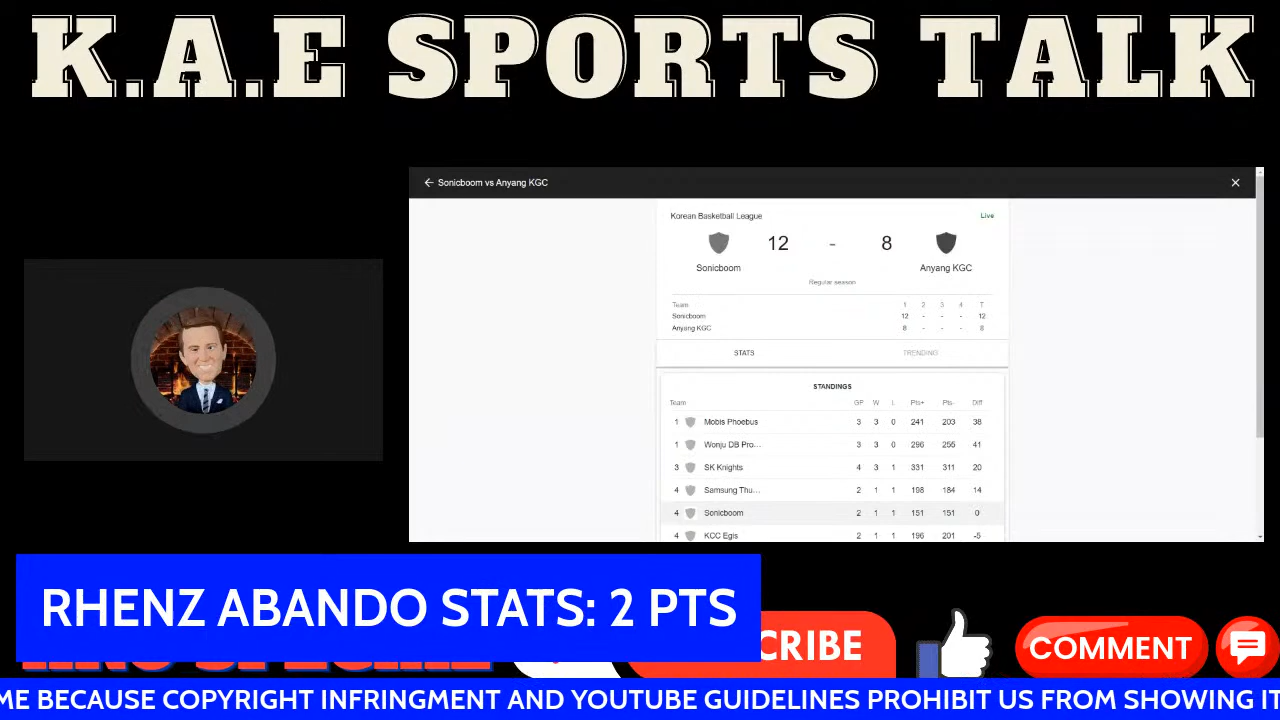 K.A.E SPORTS TALK
Sonicboom vs Anyang KGC
Korean Basketball League
Live
12 - 8
Sonicboom
Anyang KGC
Regular season
Team 1 2 3 4 T
Sonicboom 12 - - - 12
Anyang KGC 8 - - - 8
STATS TRENDING
STANDINGS
Team GP W L Pts+ Pts- Diff
1 Mobis Phoebus 3 3 0 241 203 38
1 Wonju DB Pro... 3 3 0 296 255 41
3 SK Knights 4 3 1 331 311 20
4 Samsung Thu... 2 1 1 198 184 14
4 Sonicboom 2 1 1 151 151 0
4 KCC Egis 2 1 1 196 201 -5
RHENZ ABANDO STATS: 2 PTS
CRIBE
COMMENT
ME BECAUSE COPYRIGHT INFRINGMENT AND YOUTUBE GUIDELINES PROHIBIT US FROM SHOWING IT